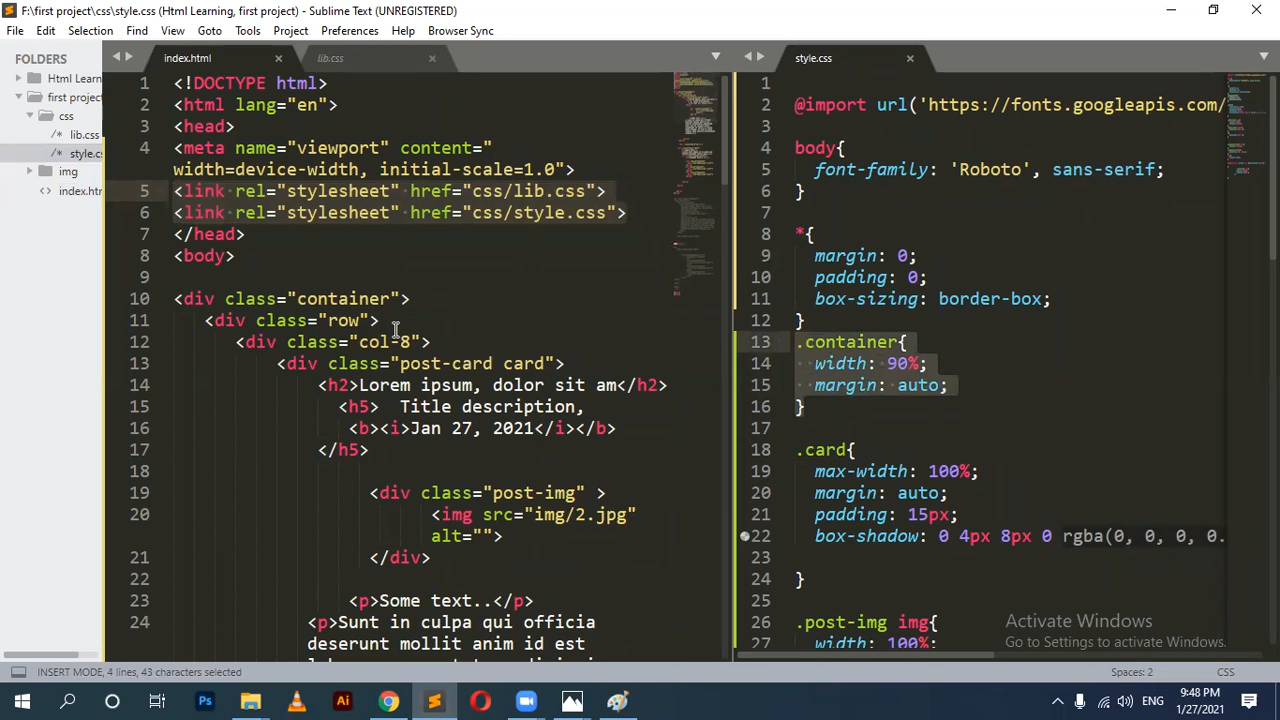 F:\first project\css\style.css (Html Learning, first project) - Sublime Text (UNREGISTERED)
File Edit Selection Find View Goto Tools Project Preferences Help Browser Sync
FOLDERS
Html Learn
first project
css
/* lib.css
/* style.cs
img
/* index.htm
index.html
lib.css
1 <!DOCTYPE html>
2 <html lang="en">
3 <head>
4 <meta name="viewport" content="
width=device-width, initial-scale=1.0">
5 <link rel="stylesheet" href="css/lib.css">
6 <link rel="stylesheet" href="css/style.css">
7 </head>
8 <body>
9
10 <div class="container">
11 <div class="row">
12 <div class="col-8">
13 <div class="post-card card">
14 <h2>Lorem ipsum, dolor sit am</h2>
15 <h5> Title description,
16 <b><i>Jan 27, 2021</i></b>
17 </h5>
18
19 <div class="post-img" >
20 <img src="img/2.jpg"
alt="">
21 </div>
22
23 <p>Some text..</p>
24 <p>Sunt in culpa qui officia
deserunt mollit anim id est
style.css
1
2 @import url('https://fonts.googleapis.com/
3
4 body{
5 font-family: 'Roboto', sans-serif;
6 }
7
8 *{
9 margin: 0;
10 padding: 0;
11 box-sizing: border-box;
12 }
13 .container{
14 width: 90%;
15 margin: auto;
16 }
17
18 .card{
19 max-width: 100%;
20 margin: auto;
21 padding: 15px;
22 box-shadow: 0 4px 8px 0 rgba(0, 0, 0, 0.
23
24 }
25
26 .post-img img{
27 width: 100%;
Activate Windows
Go to Settings to activate Windows.
INSERT MODE, 4 lines, 43 characters selected
Spaces: 2
CSS
Ps
Ai
ENG
9:48 PM
1/27/2021